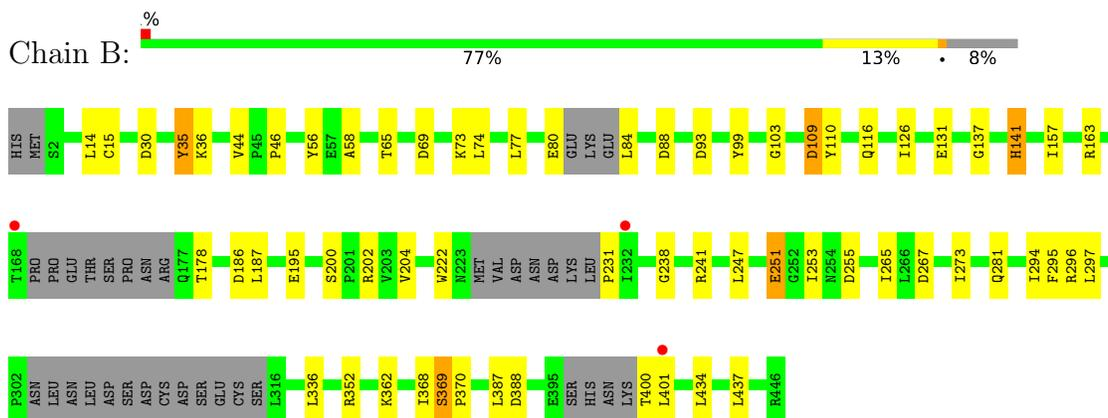 %
Chain B:
77% 13% • 8%
HIS MET S2 L14 C15 D30 Y35 K36 V44 P45 P46 Y56 E57 A58 T65 D69 K73 L74 L77 E80 GLU LYS GLU L84 D88 D93 Y99 G103 D109 Y110 Q116 I126 E131 G137 H141 I157 R163
T168 PRO PRO GLU THR SER PRO ASN ARG Q177 T178 D186 L187 E195 S200 P201 R202 V203 V204 W222 N223 MET VAL ASP ASN ASP LYS LEU P231 I232 G238 R241 L247 E251 G252 I253 N254 D255 I265 L266 D267 I273 Q281 I294 F295 R296 L297
P302 ASN LEU ASN LEU ASP SER ASP ASP CYS ASP SER GLU CYS SER L316 L336 R352 K362 I368 S369 P370 L387 D388 E395 SER HIS ASN LYS T400 L401 L434 L437 R446